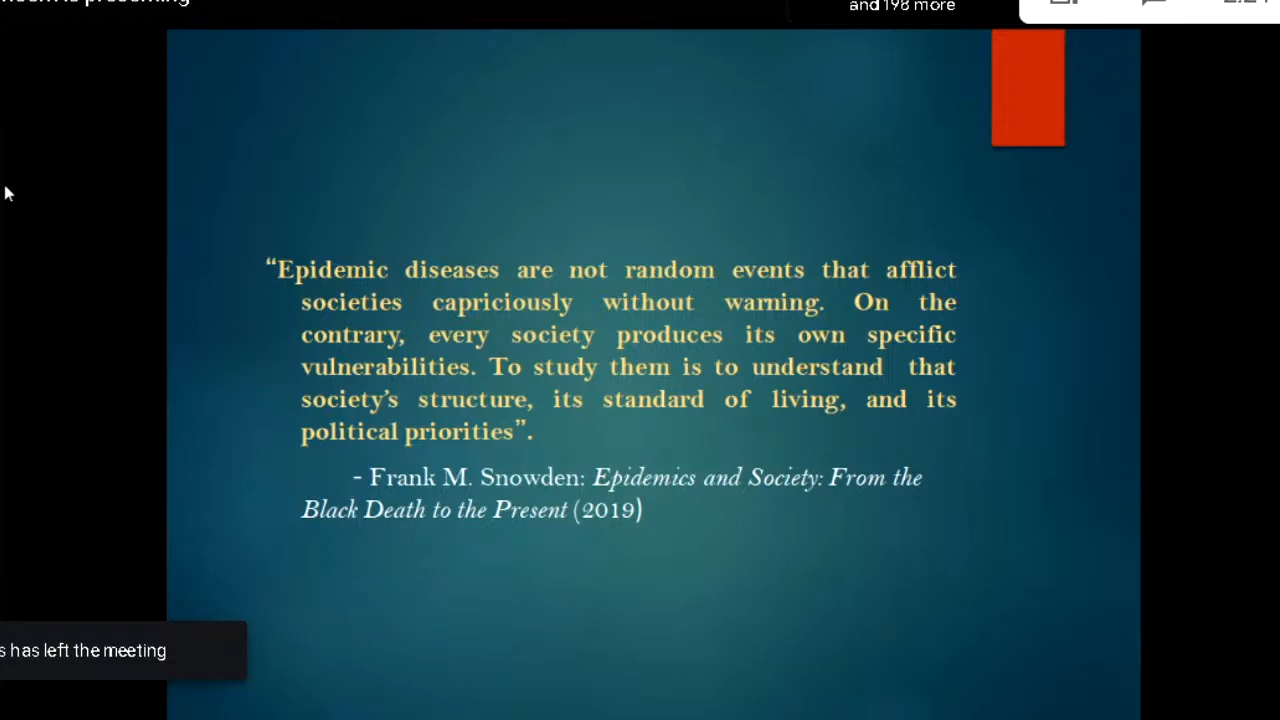 is presenting
and 198 more
“Epidemic diseases are not random events that afflict
societies capriciously without warning. On the
contrary, every society produces its own specific
vulnerabilities. To study them is to understand that
society’s structure, its standard of living, and its
political priorities”.
- Frank M. Snowden: Epidemics and Society: From the
Black Death to the Present (2019)
s has left the meeting